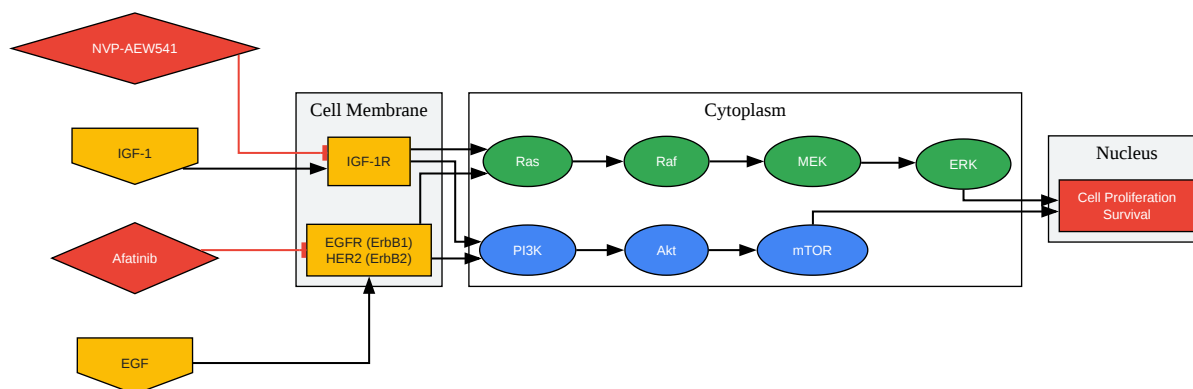 NVP-AEW541
IGF-1
Afatinib
EGF
Cell Membrane
IGF-1R
EGFR (ErbB1)
HER2 (ErbB2)
Cytoplasm
Ras
Raf
MEK
ERK
PI3K
Akt
mTOR
Nucleus
Cell Proliferation
Survival